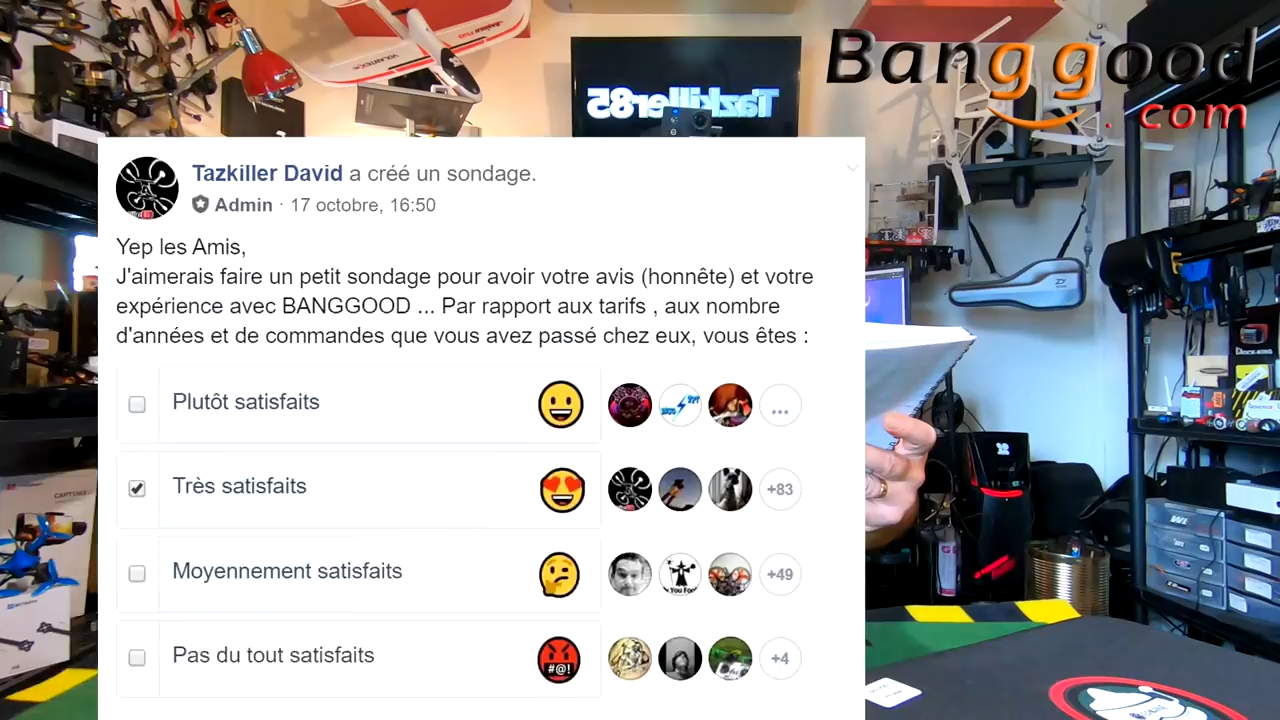 Banggood
.com
Tazkiller85
VOLANTEX
Tazkiller David a créé un sondage.
Admin · 17 octobre, 16:50
Yep les Amis,
J'aimerais faire un petit sondage pour avoir votre avis (honnête) et votre
expérience avec BANGGOOD ... Par rapport aux tarifs , aux nombre
d'années et de commandes que vous avez passé chez eux, vous êtes :
Plutôt satisfaits
...
Très satisfaits
+83
Moyennement satisfaits
+49
Pas du tout satisfaits
#@!
+4